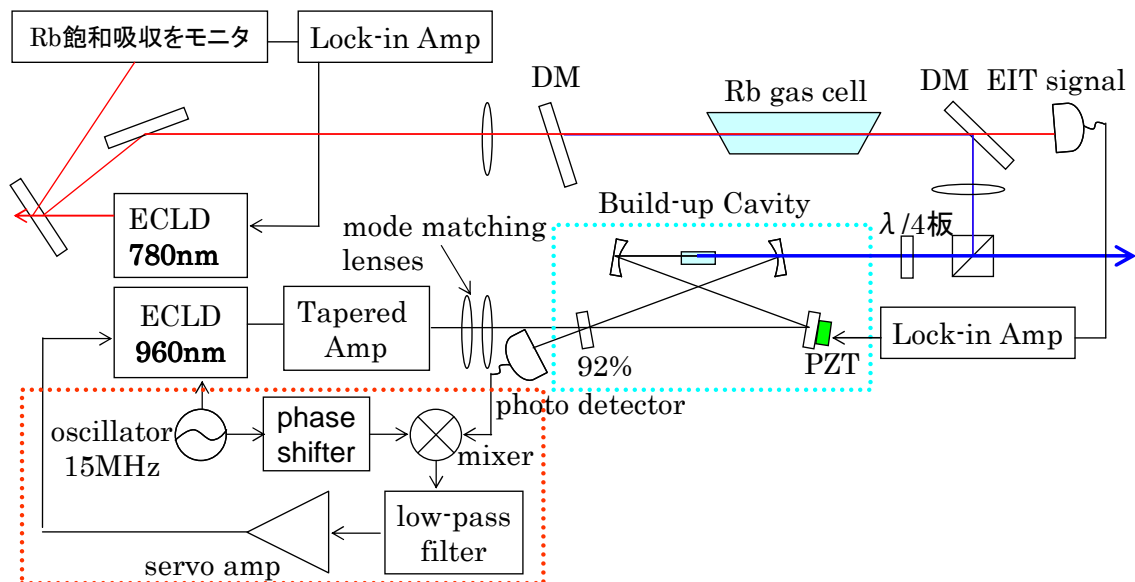 Rb飽和吸収をモニタ
Lock-in Amp
DM
Rb gas cell
DM
EIT signal
ECLD
780nm
mode matching
lenses
Build-up Cavity
λ/4板
ECLD
960nm
Tapered
Amp
92%
PZT
Lock-in Amp
photo detector
oscillator
15MHz
phase
shifter
mixer
low-pass
filter
servo amp